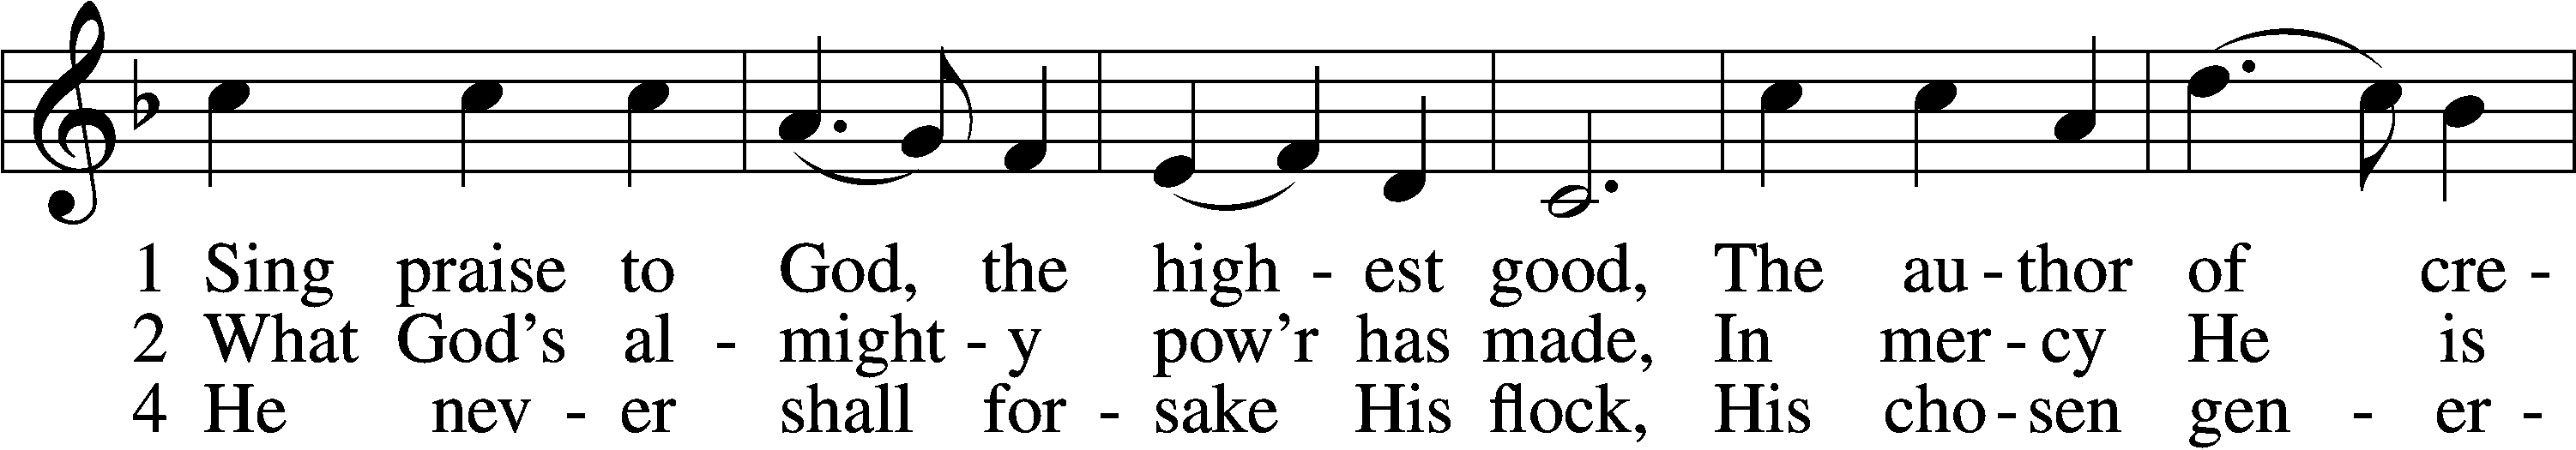 1 Sing praise to God, the high - est good, The au - thor of cre -
2 What God's al - might - y pow'r has made, In mer - cy He is
4 He nev - er shall for - sake His flock, His cho - sen gen - er -